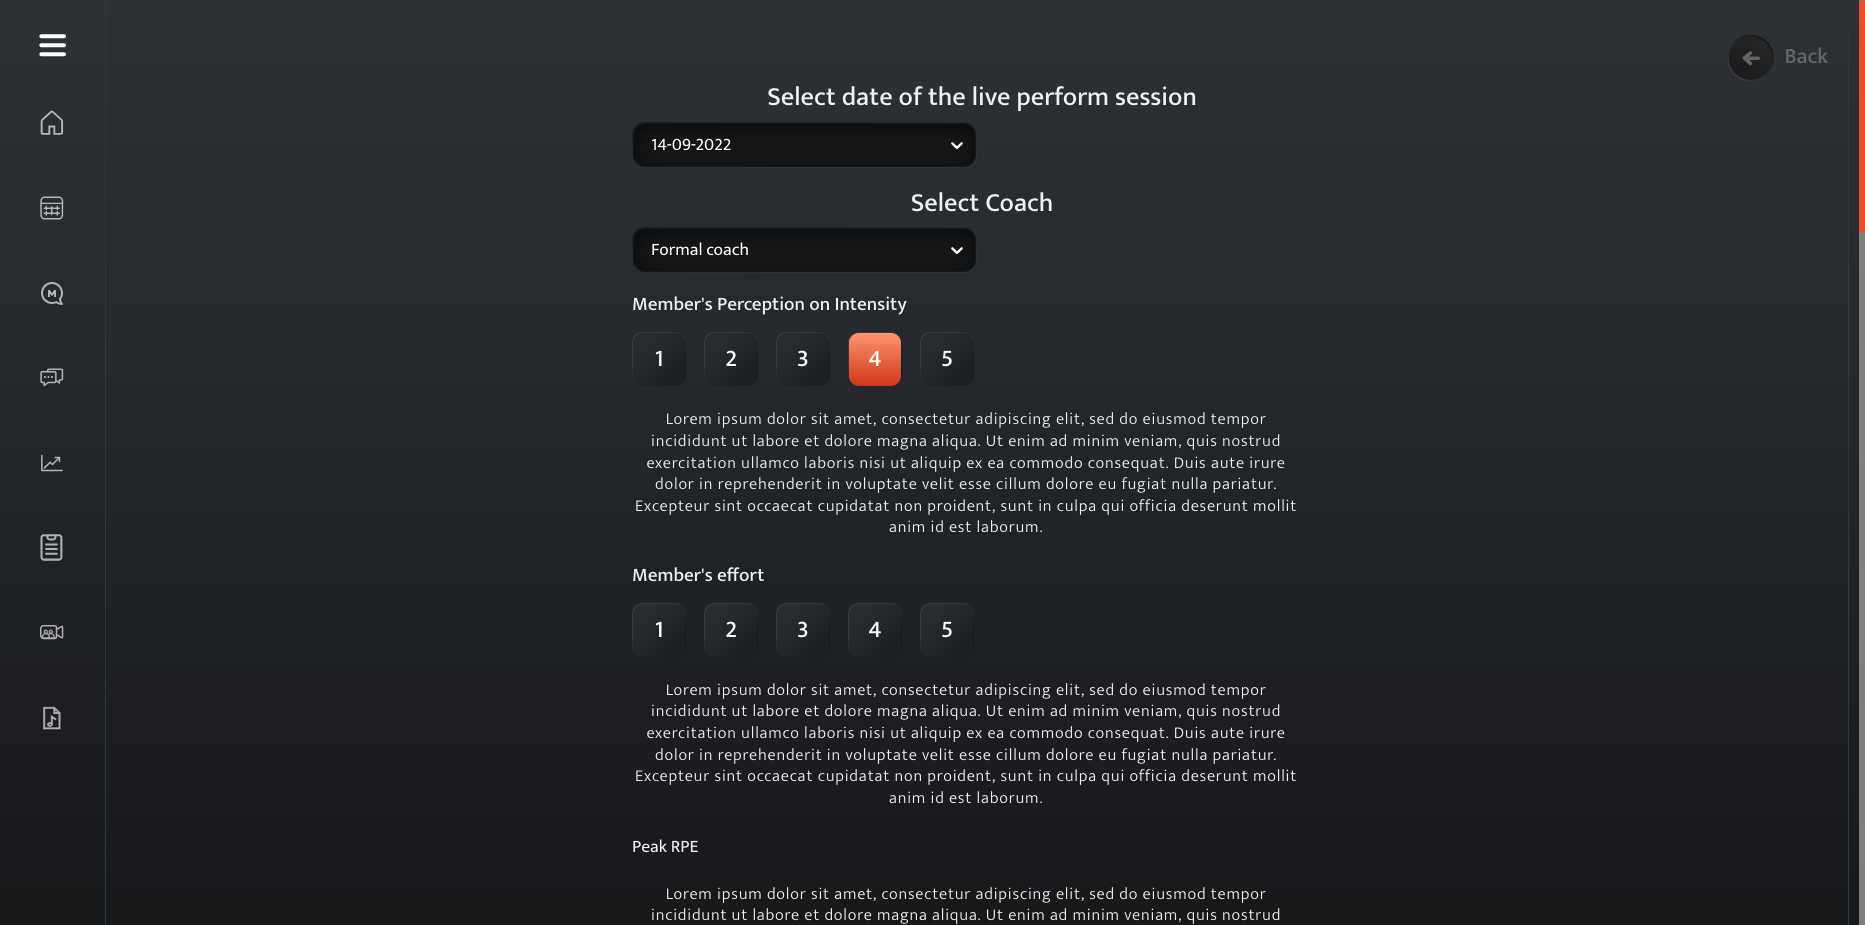 Back
Select date of the live perform session
14-09-2022
Select Coach
Formal coach
Member's Perception on Intensity
1 2 3 4 5
Lorem ipsum dolor sit amet, consectetur adipiscing elit, sed do eiusmod tempor
incididunt ut labore et dolore magna aliqua. Ut enim ad minim veniam, quis nostrud
exercitation ullamco laboris nisi ut aliquip ex ea commodo consequat. Duis aute irure
dolor in reprehenderit in voluptate velit esse cillum dolore eu fugiat nulla pariatur.
Excepteur sint occaecat cupidatat non proident, sunt in culpa qui officia deserunt mollit
anim id est laborum.
Member's effort
1 2 3 4 5
Lorem ipsum dolor sit amet, consectetur adipiscing elit, sed do eiusmod tempor
incididunt ut labore et dolore magna aliqua. Ut enim ad minim veniam, quis nostrud
exercitation ullamco laboris nisi ut aliquip ex ea commodo consequat. Duis aute irure
dolor in reprehenderit in voluptate velit esse cillum dolore eu fugiat nulla pariatur.
Excepteur sint occaecat cupidatat non proident, sunt in culpa qui officia deserunt mollit
anim id est laborum.
Peak RPE
Lorem ipsum dolor sit amet, consectetur adipiscing elit, sed do eiusmod tempor
incididunt ut labore et dolore magna aliqua. Ut enim ad minim veniam, quis nostrud
M